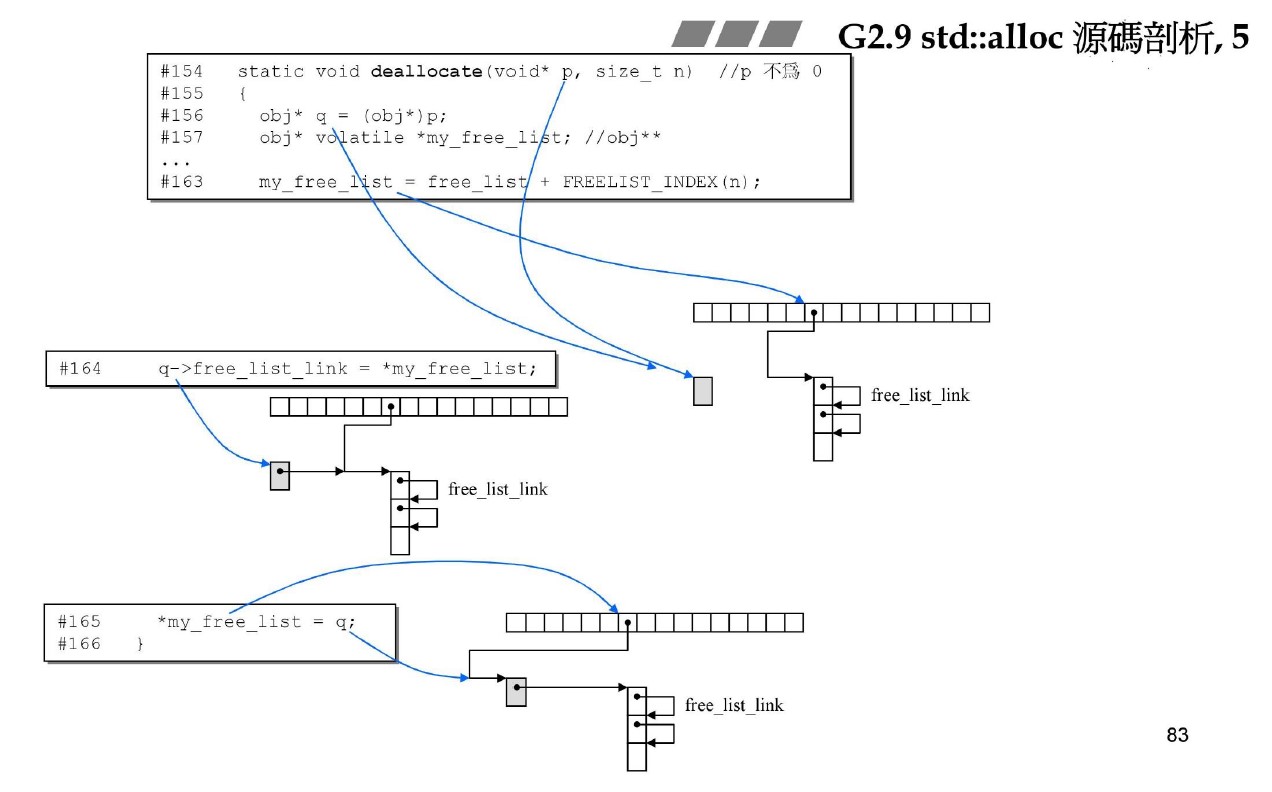 G2.9 std::alloc 源碼剖析, 5
#154 static void deallocate(void* p, size_t n) //p 不爲 0
#155 {
#156 obj* q = (obj*)p;
#157 obj* volatile *my_free_list; //obj**
...
#163 my_free_list = free_list + FREELIST_INDEX(n);
#164 q->free_list_link = *my_free_list;
free_list_link
free_list_link
#165 *my_free_list = q;
#166 }
free_list_link
83